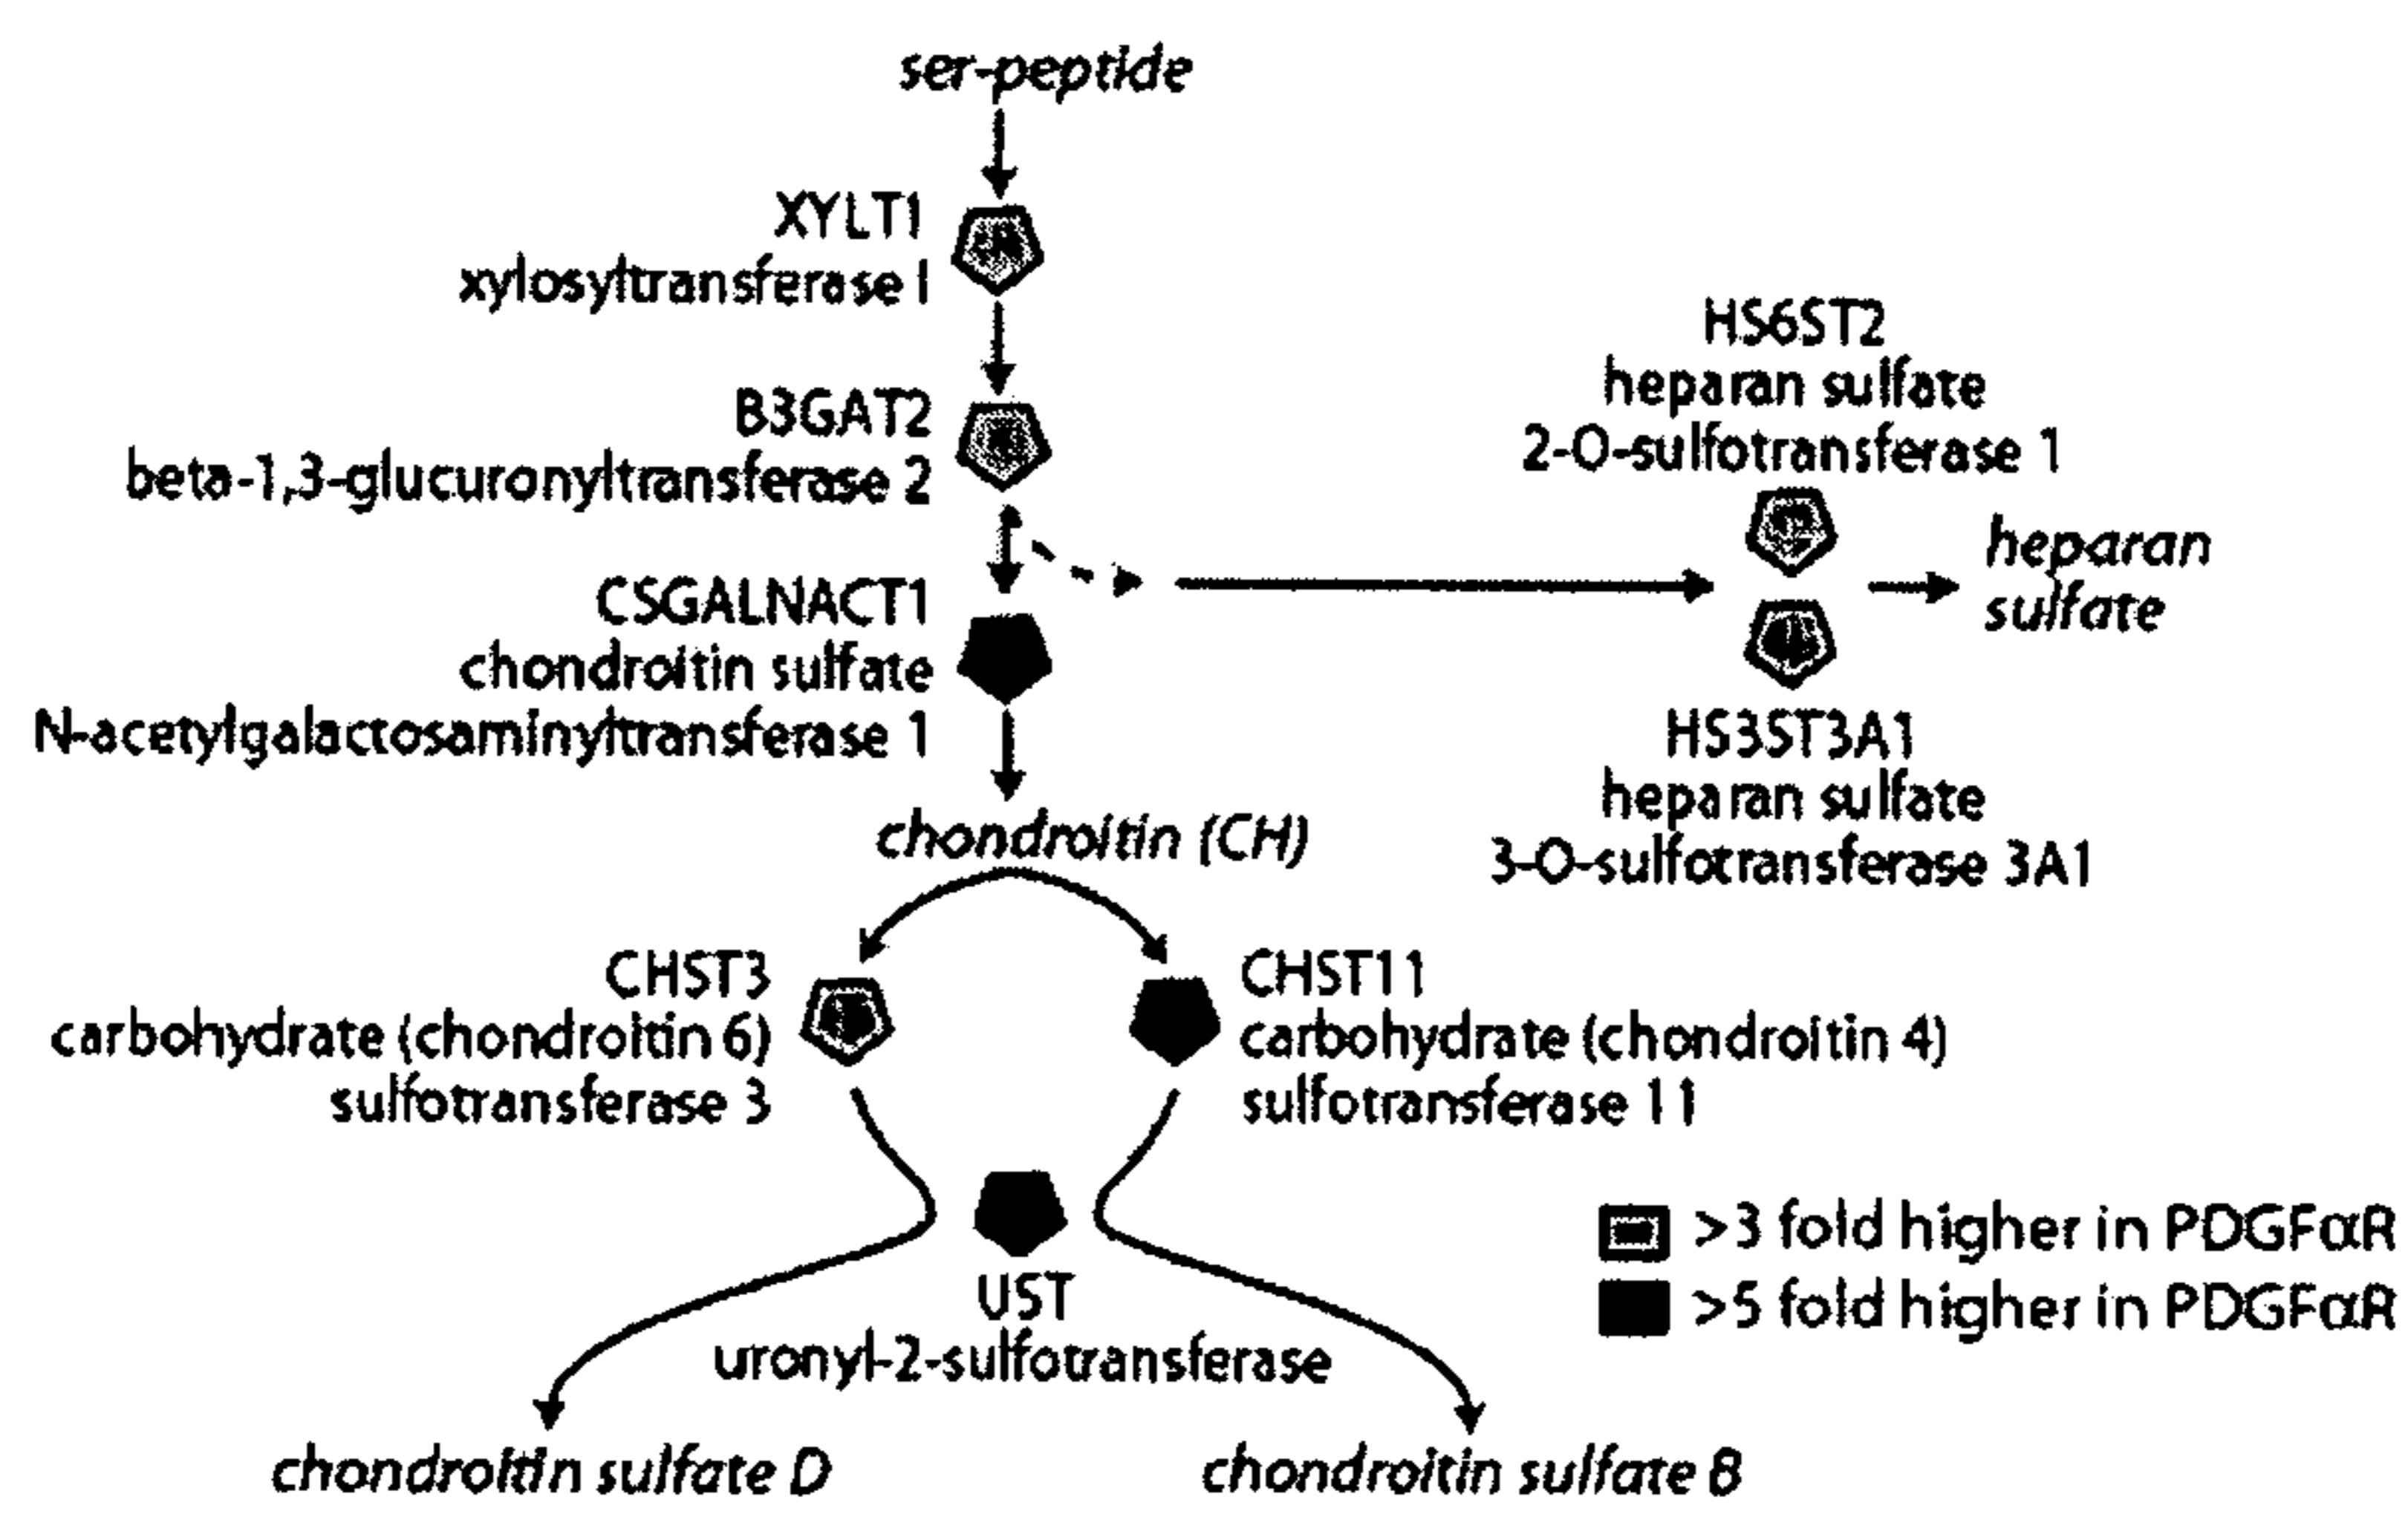 ser-peptide
XYLT1
xylosyltransferase I
B3GAT2
beta-1,3-glucuronyltransferase 2
HS6ST2
heparan sulfate
2-O-sulfotransferase 1
heparan
sulfate
CSGALNACT1
chondroitin sulfate
N-acetylgalactosaminyltransferase 1
HS3ST3A1
heparan sulfate
3-O-sulfotransferase 3A1
chondroitin (CH)
CHST3
carbohydrate (chondroitin 6)
sulfotransferase 3
CHST11
carbohydrate (chondroitin 4)
sulfotransferase 11
UST
uronyl-2-sulfotransferase
>3 fold higher in PDGFαR
>5 fold higher in PDGFαR
chondroitin sulfate D
chondroitin sulfate B